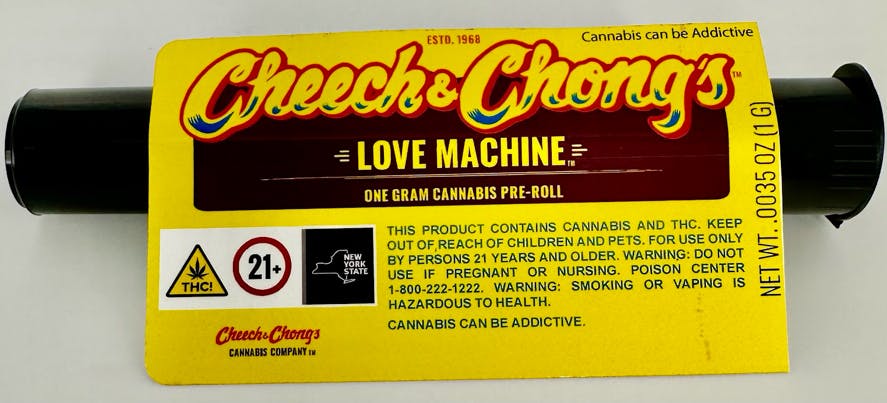 ESTD. 1968
Cannabis can be Addictive
Cheech & Chong's™
LOVE MACHINE™
ONE GRAM CANNABIS PRE-ROLL
NET WT. .0035 OZ (1 G)
THC!
21+
NEW
YORK
STATE
THIS PRODUCT CONTAINS CANNABIS AND THC. KEEP
OUT OF REACH OF CHILDREN AND PETS. FOR USE ONLY
BY PERSONS 21 YEARS AND OLDER. WARNING: DO NOT
USE IF PREGNANT OR NURSING. POISON CENTER
1-800-222-1222. WARNING: SMOKING OR VAPING IS
HAZARDOUS TO HEALTH.
CANNABIS CAN BE ADDICTIVE.
Cheech & Chong's
CANNABIS COMPANY™